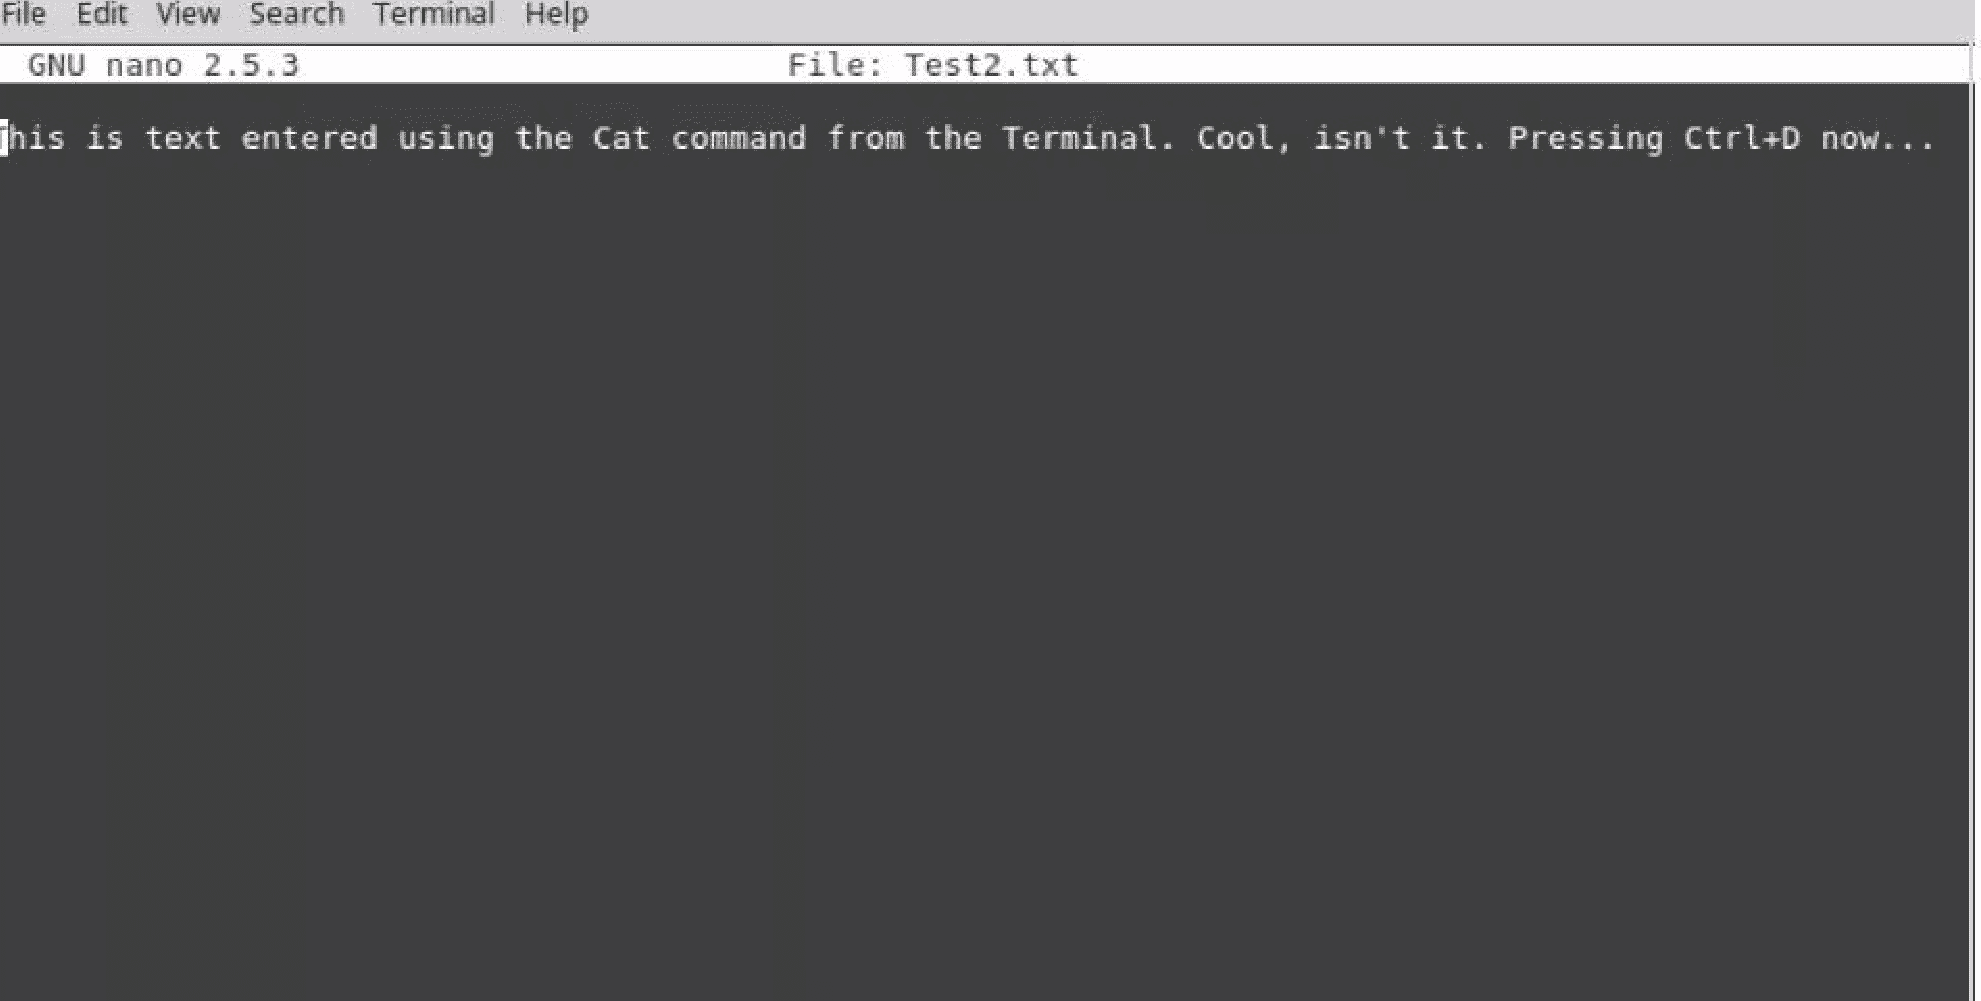 File Edit View Search Terminal Help
GNU nano 2.5.3 File: Test2.txt
This is text entered using the Cat command from the Terminal. Cool, isn't it. Pressing Ctrl+D now...